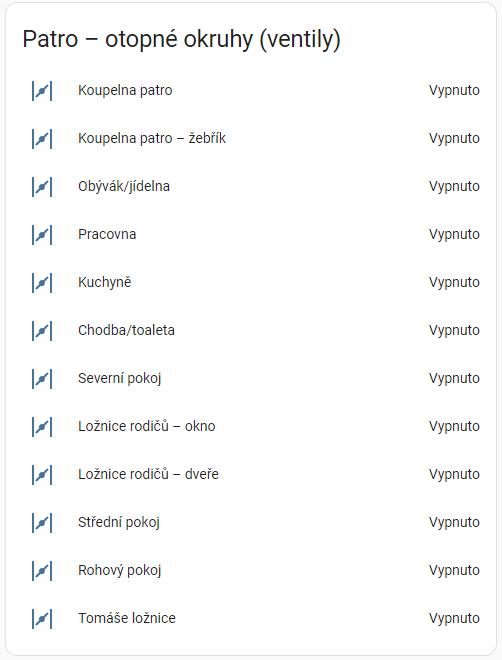 Patro – otopné okruhy (ventily)
Koupelna patro Vypnuto
Koupelna patro – žebřík Vypnuto
Obývák/jídelna Vypnuto
Pracovna Vypnuto
Kuchyně Vypnuto
Chodba/toaleta Vypnuto
Severní pokoj Vypnuto
Ložnice rodičů – okno Vypnuto
Ložnice rodičů – dveře Vypnuto
Střední pokoj Vypnuto
Rohový pokoj Vypnuto
Tomáše ložnice Vypnuto